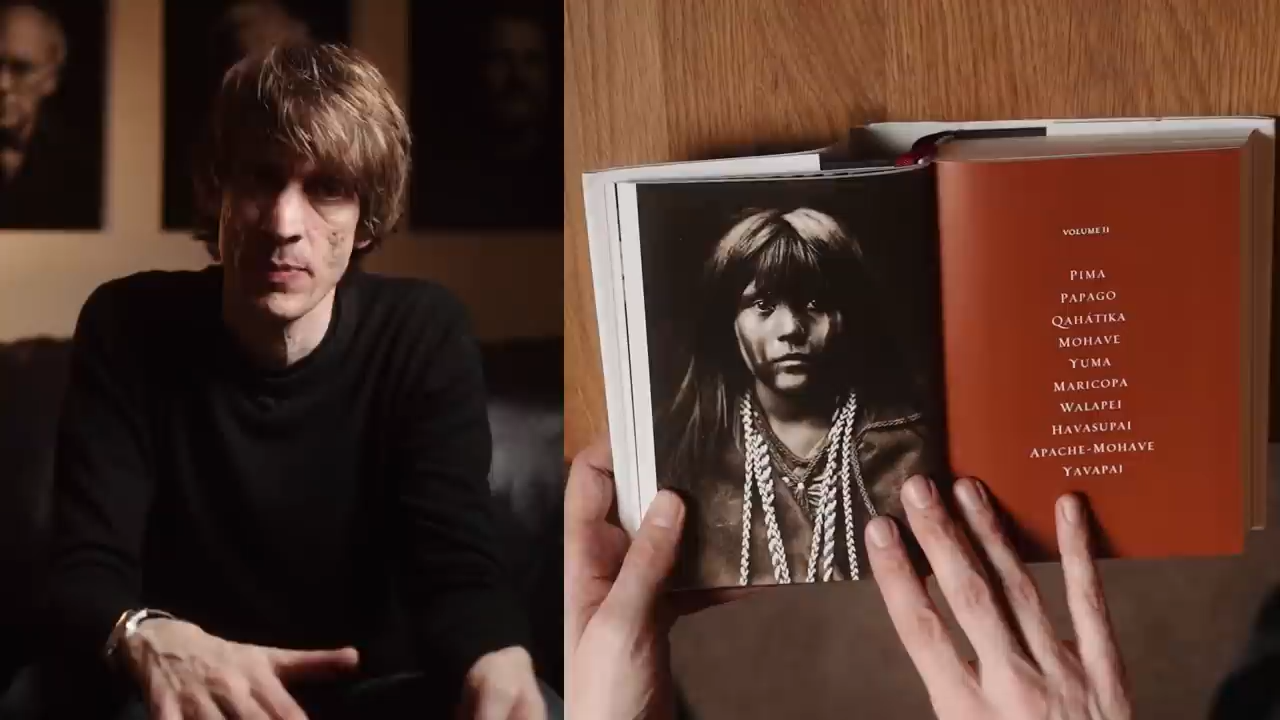 VOLUME II
PIMA
PAPAGO
QAHÁTIKA
MOHAVE
YUMA
MARICOPA
WALAPEI
HAVASUPAI
APACHE-MOHAVE
YAVAPAI